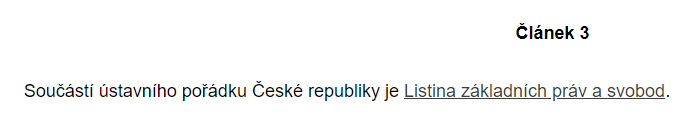 Článek 3
Součástí ústavního pořádku České republiky je Listina základních práv a svobod.